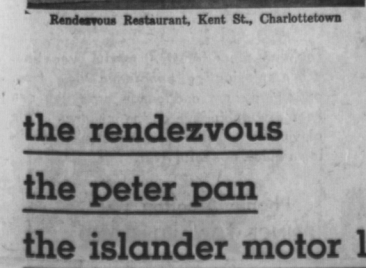 Rendezvous Restaurant, Kent St., Charlottetown
the rendezvous
the peter pan
the islander motor l